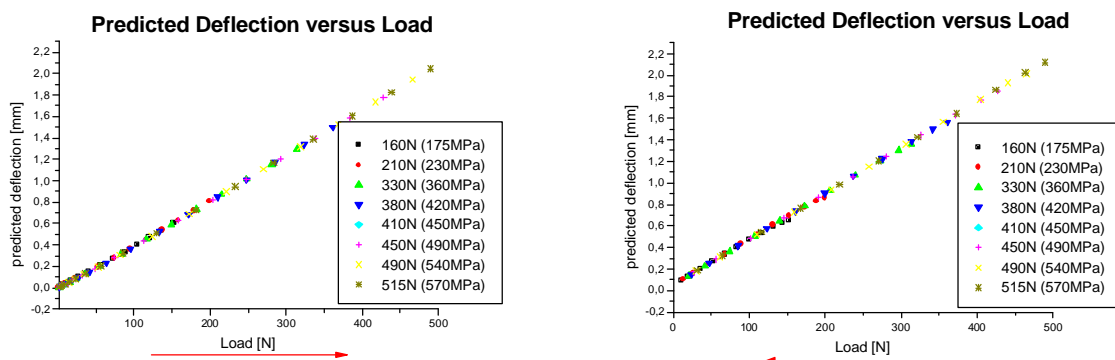 Predicted Deflection versus Load
2,2
2,0
1,8
1,6
1,4
1,2
1,0
0,8
0,6
0,4
0,2
0,0
-0,2
predicted deflection [mm]
160N (175MPa)
210N (230MPa)
330N (360MPa)
380N (420MPa)
410N (450MPa)
450N (490MPa)
490N (540MPa)
515N (570MPa)
100 200 300 400 500
Load [N]
Predicted Deflection versus Load
2,2
2,0
1,8
1,6
1,4
1,2
1,0
0,8
0,6
0,4
0,2
0,0
-0,2
predicted deflection [mm]
160N (175MPa)
210N (230MPa)
330N (360MPa)
380N (420MPa)
410N (450MPa)
450N (490MPa)
490N (540MPa)
515N (570MPa)
0 100 200 300 400 500
Load [N]